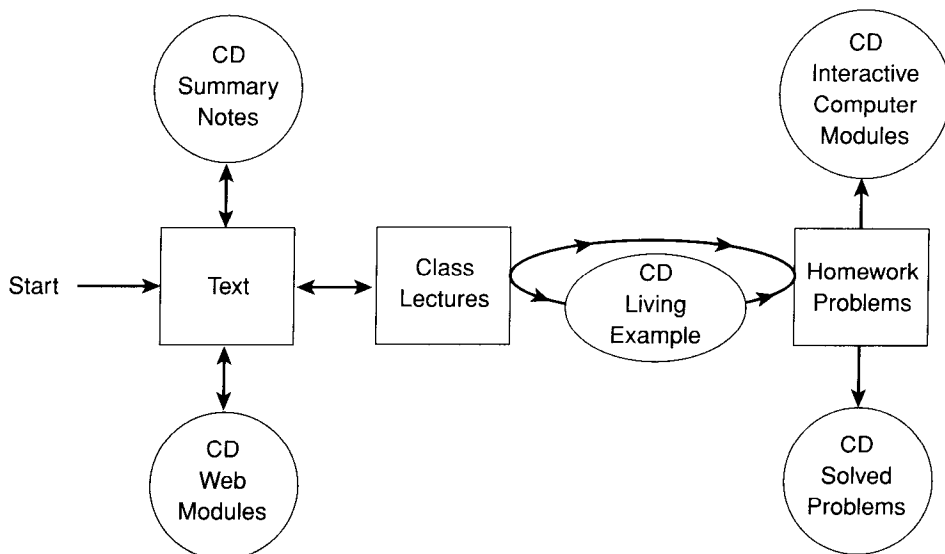 CD
Summary
Notes
CD
Interactive
Computer
Modules
Start
Text
Class
Lectures
CD
Living
Example
Homework
Problems
CD
Web
Modules
CD
Solved
Problems